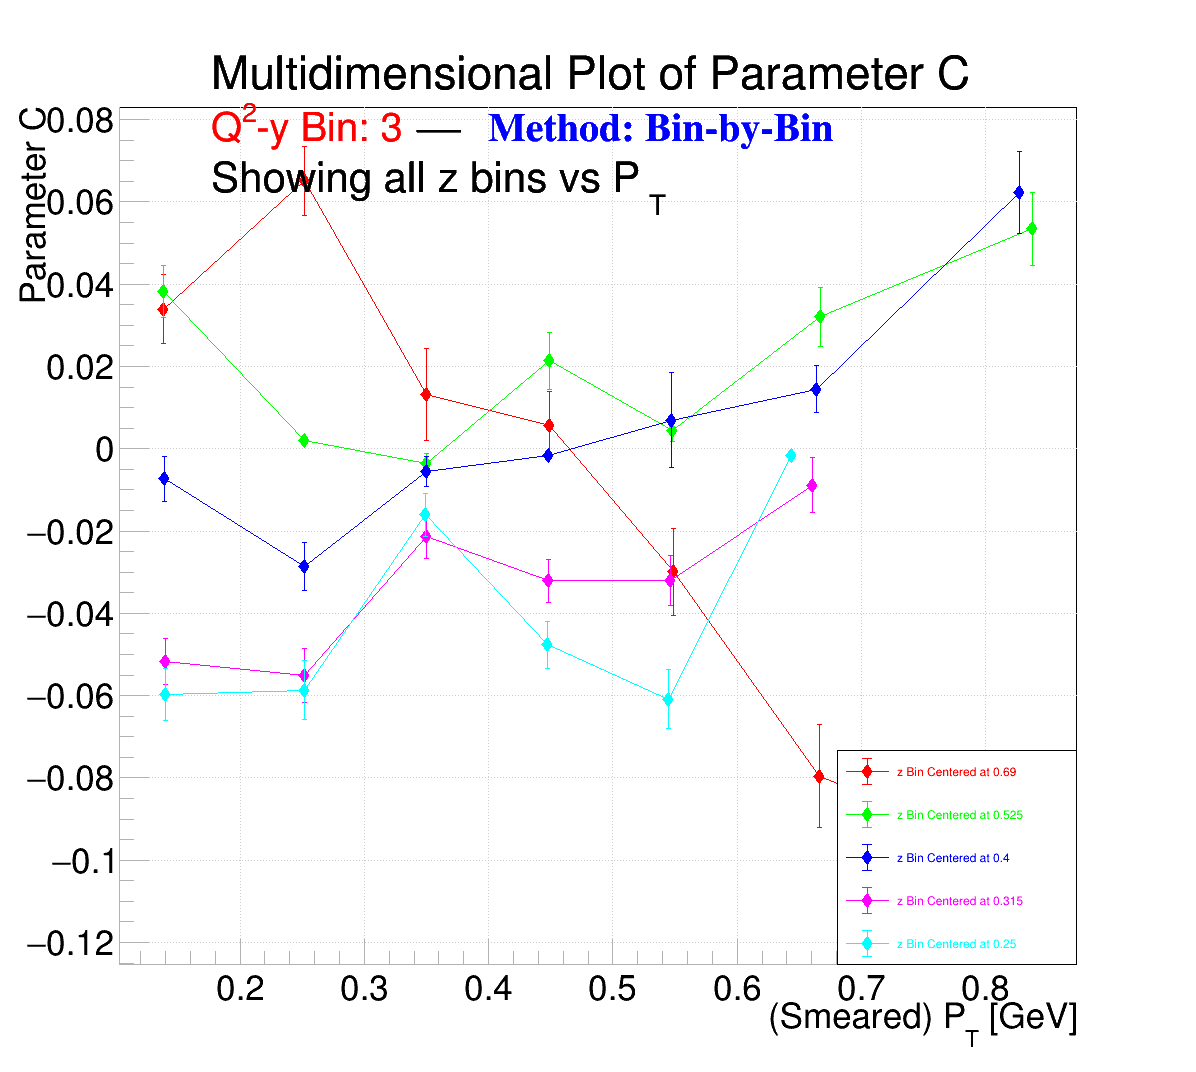 Multidimensional Plot of Parameter C
Q²-y Bin: 3 — Method: Bin-by-Bin
Showing all z bins vs P_T
Parameter C
0.08
0.06
0.04
0.02
0
−0.02
−0.04
−0.06
−0.08
−0.1
−0.12
z Bin Centered at 0.69
z Bin Centered at 0.525
z Bin Centered at 0.4
z Bin Centered at 0.315
z Bin Centered at 0.25
0.2 0.3 0.4 0.5 0.6 0.7 0.8
(Smeared) P_T [GeV]